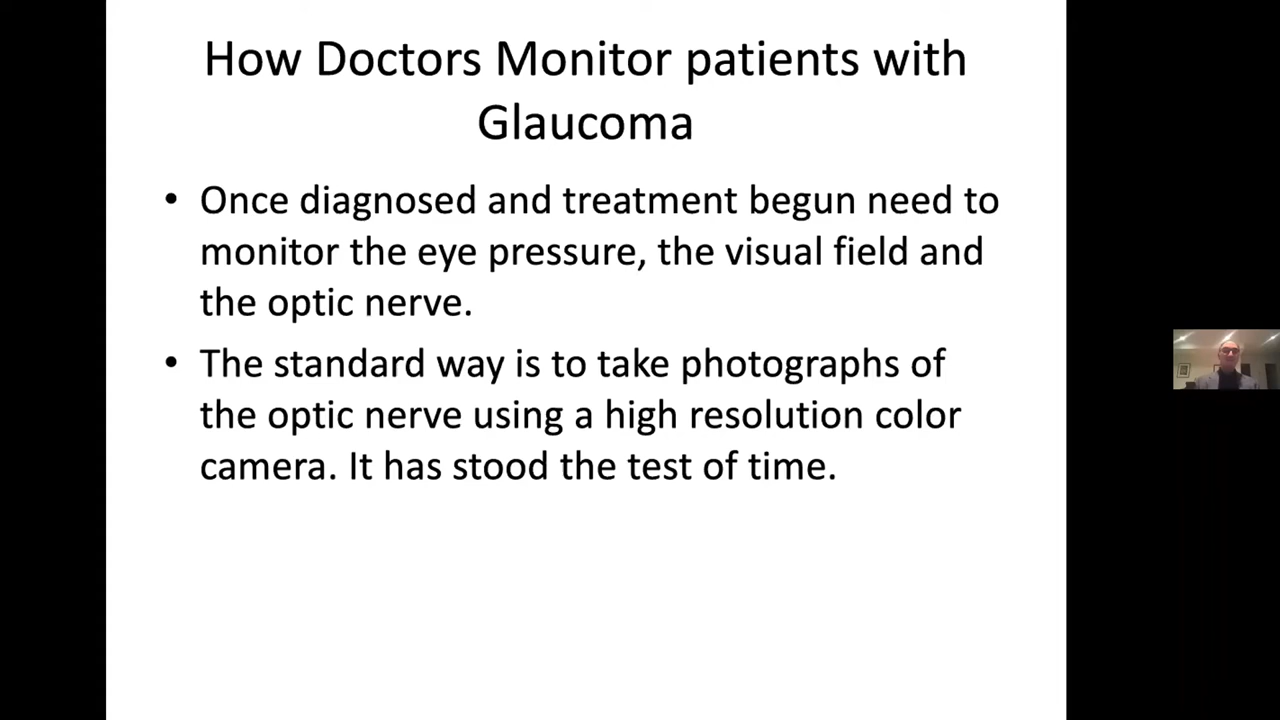 How Doctors Monitor patients with
Glaucoma
• Once diagnosed and treatment begun need to
monitor the eye pressure, the visual field and
the optic nerve.
• The standard way is to take photographs of
the optic nerve using a high resolution color
camera. It has stood the test of time.